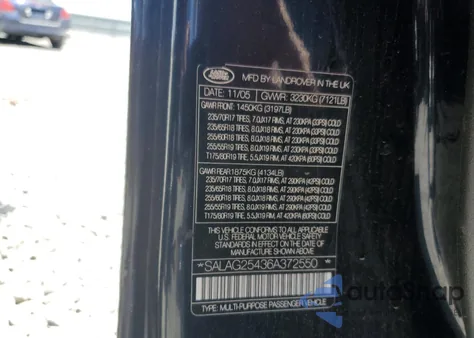 LAND ROVER
MFD BY LANDROVER IN THE UK
DATE: 11/05 GVWR: 3230KG (7121LB)
GAWR FRONT: 1450KG (3197LB)
235/70R17 TIRES, 7.0JX17 RIMS, AT 230KPA (33PSI) COLD
235/65R18 TIRES, 8.0JX18 RIMS, AT 230KPA (33PSI) COLD
255/60R18 TIRES, 8.0JX18 RIMS, AT 230KPA (33PSI) COLD
255/55R19 TIRES, 8.0JX19 RIMS, AT 230KPA (33PSI) COLD
T175/80R19 TIRE, 5.5JX19 RIM, AT 420KPA (60PSI) COLD
GAWR REAR: 1875KG (4134LB)
235/70R17 TIRES, 7.0JX17 RIMS, AT 290KPA (42PSI) COLD
235/65R18 TIRES, 8.0JX18 RIMS, AT 290KPA (42PSI) COLD
255/60R18 TIRES, 8.0JX18 RIMS, AT 290KPA (42PSI) COLD
255/55R19 TIRES, 8.0JX19 RIMS, AT 290KPA (42PSI) COLD
T175/80R19 TIRE, 5.5JX19 RIM, AT 420KPA (60PSI) COLD
THIS VEHICLE CONFORMS TO ALL APPLICABLE
FEDERAL MOTOR VEHICLE SAFETY STANDARDS
IN EFFECT ON THE DATE OF
MANUFACTURE SHOWN ABOVE
*SALAG25436A372550*
TYPE: MULTI-PURPOSE PASSENGER VEHICLE
autoShap